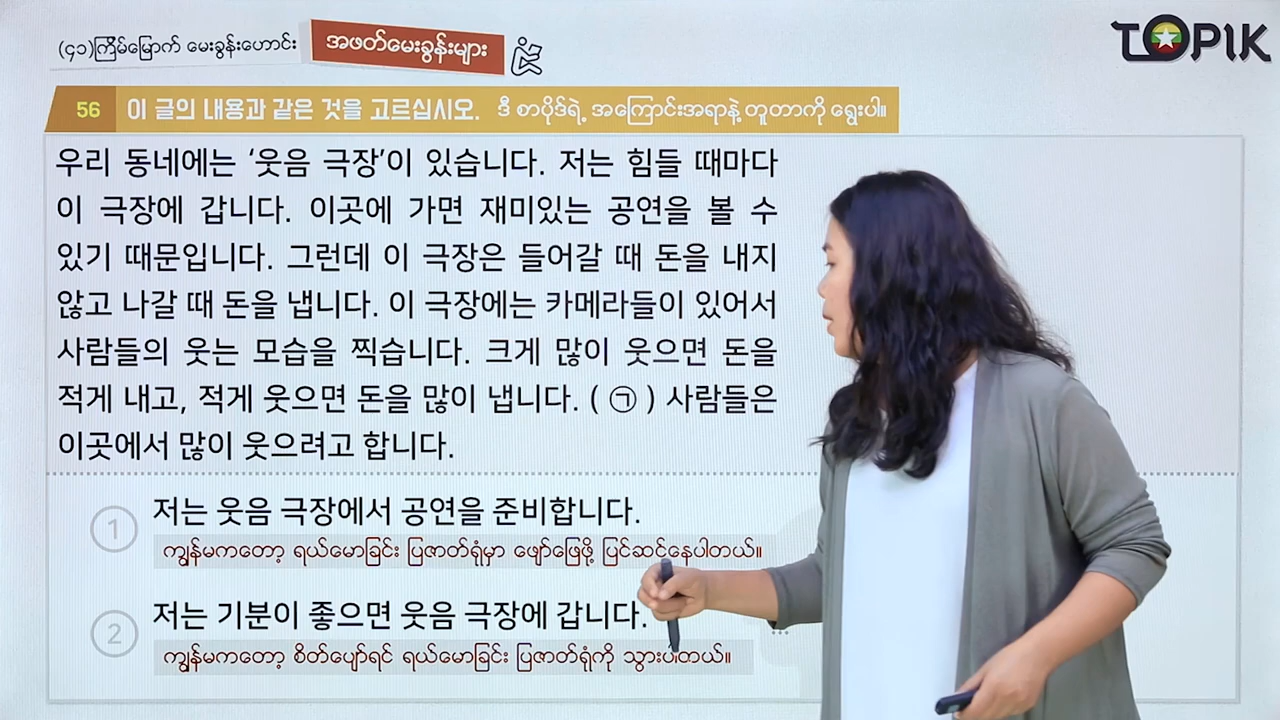 (၄၁)ကြိမ်မြောက် မေးခွန်းဟောင်း
အဖတ်မေးခွန်းများ
TOPIK
56 이 글의 내용과 같은 것을 고르십시오. ဒီ စာပိုဒ်ရဲ့ အကြောင်းအရာနဲ့ တူတာကို ရွေးပါ။
우리 동네에는 ‘웃음 극장’이 있습니다. 저는 힘들 때마다
이 극장에 갑니다. 이곳에 가면 재미있는 공연을 볼 수
있기 때문입니다. 그런데 이 극장은 들어갈 때 돈을 내지
않고 나갈 때 돈을 냅니다. 이 극장에는 카메라들이 있어서
사람들의 웃는 모습을 찍습니다. 크게 많이 웃으면 돈을
적게 내고, 적게 웃으면 돈을 많이 냅니다. ( ㉠ ) 사람들은
이곳에서 많이 웃으려고 합니다.
1 저는 웃음 극장에서 공연을 준비합니다.
ကျွန်မကတော့ ရယ်မောခြင်း ပြဇာတ်ရုံမှာ ဖျော်ဖြေဖို့ ပြင်ဆင်နေပါတယ်။
2 저는 기분이 좋으면 웃음 극장에 갑니다.
ကျွန်မကတော့ စိတ်ပျော်ရင် ရယ်မောခြင်း ပြဇာတ်ရုံကို သွားပါတယ်။